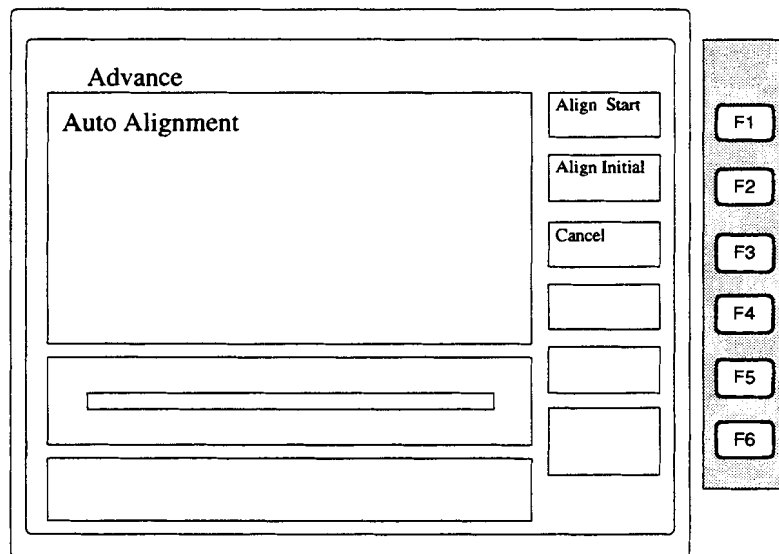 Advance
Auto Alignment
Align Start
Align Initial
Cancel
F1
F2
F3
F4
F5
F6